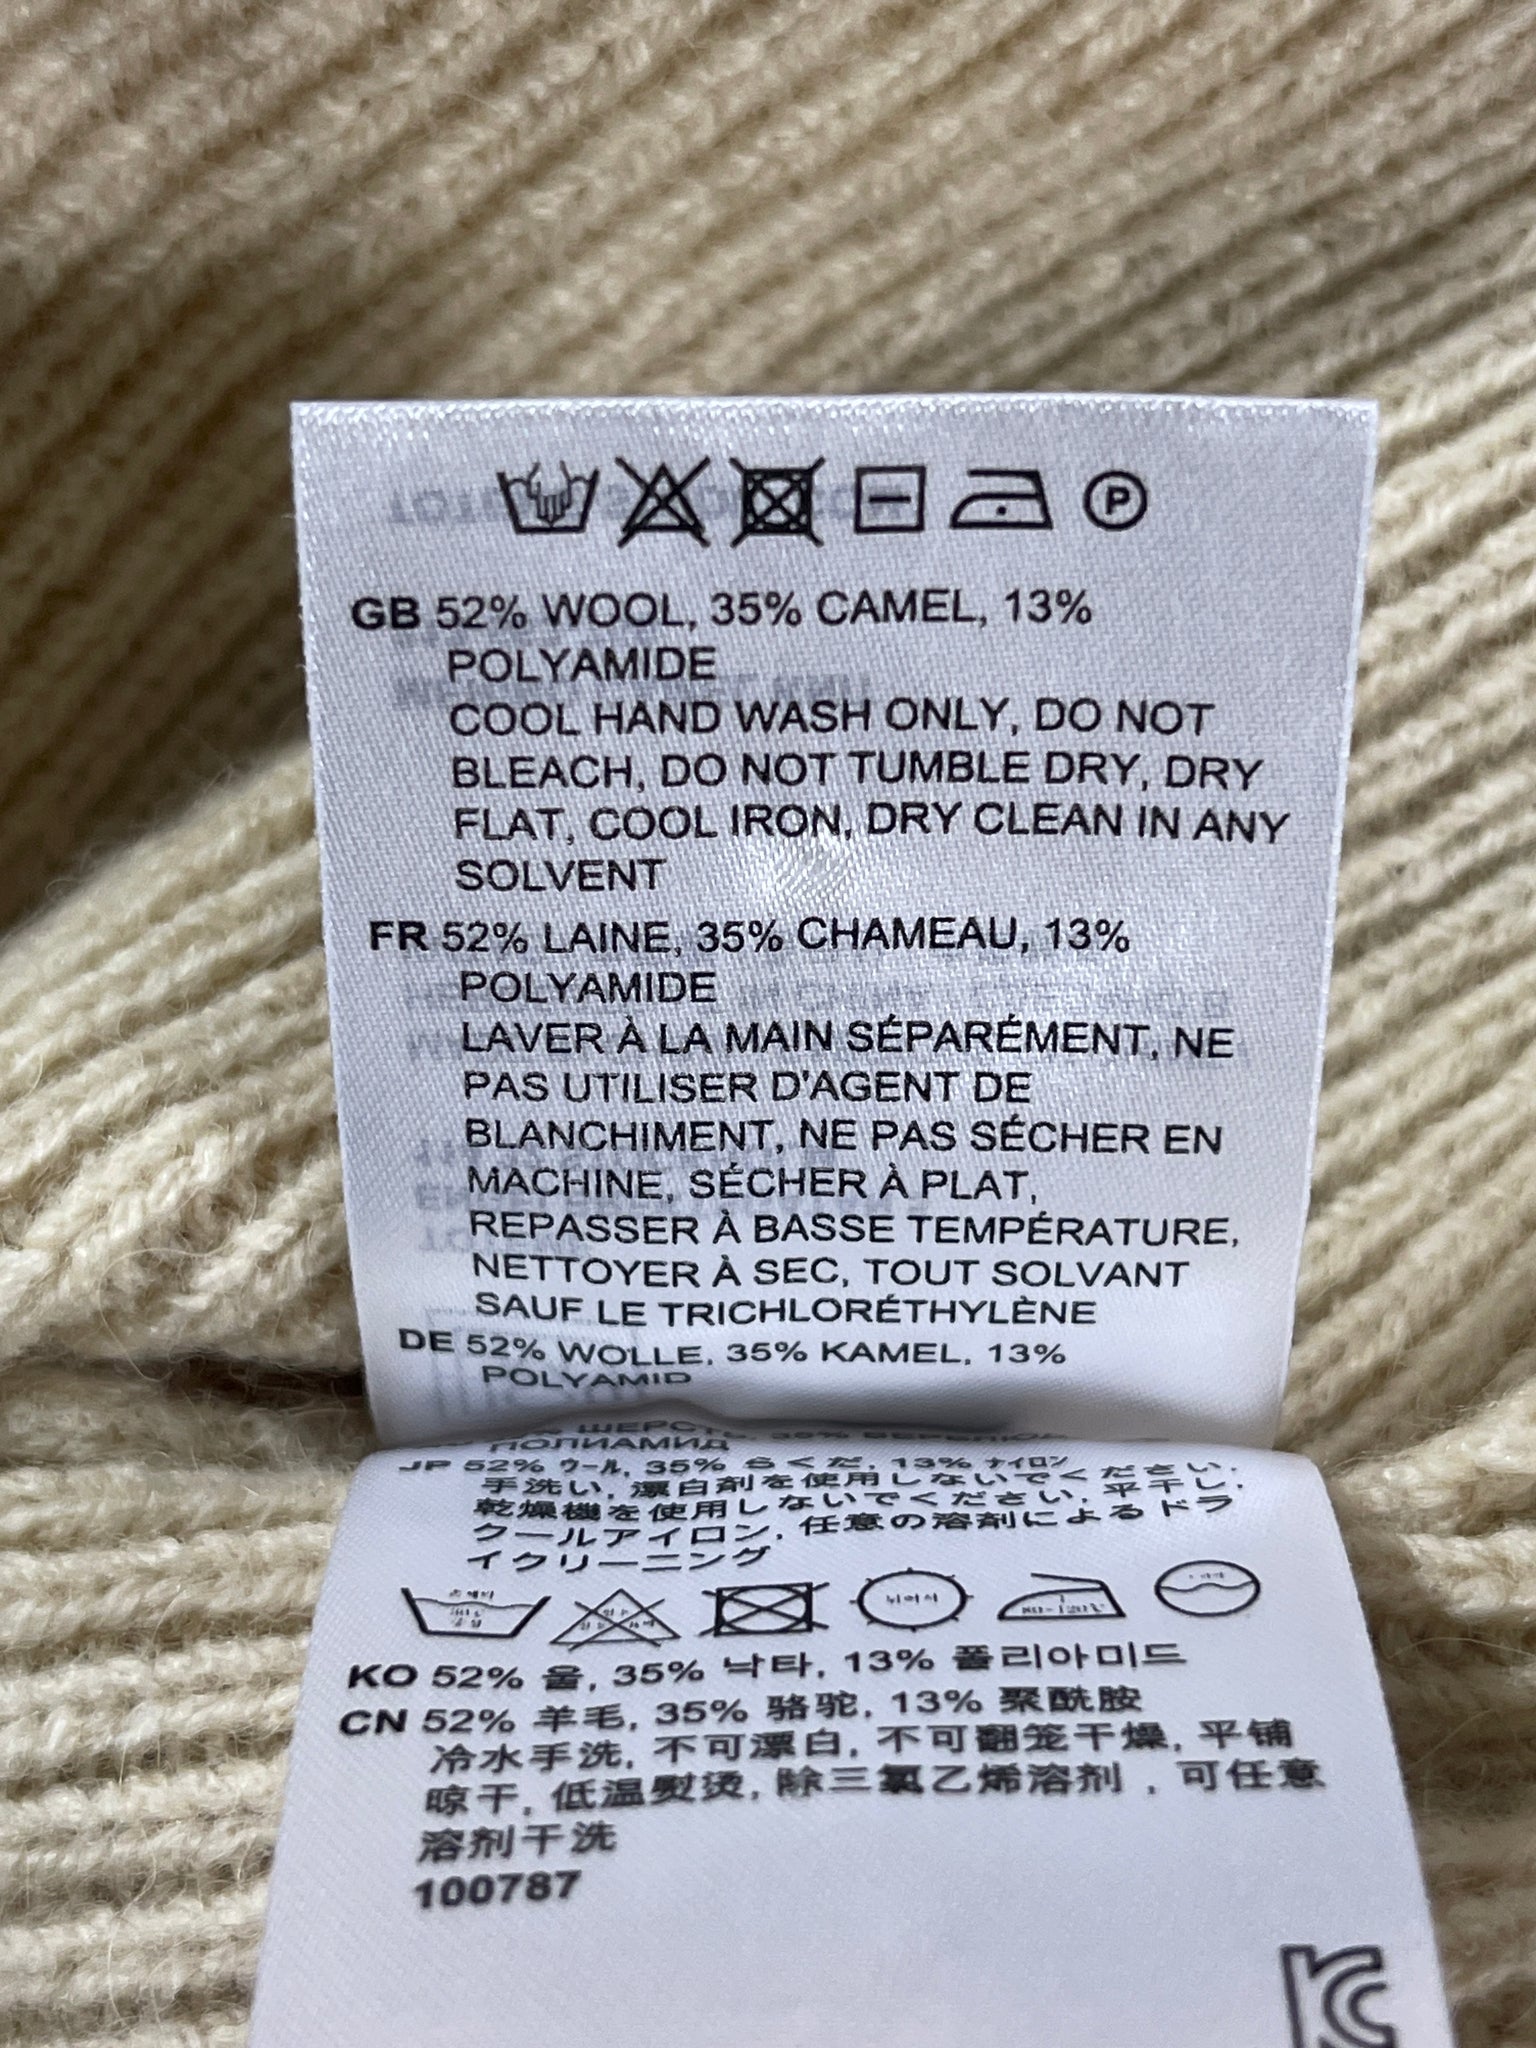 GB 52% WOOL, 35% CAMEL, 13%
POLYAMIDE
COOL HAND WASH ONLY, DO NOT
BLEACH, DO NOT TUMBLE DRY, DRY
FLAT, COOL IRON, DRY CLEAN IN ANY
SOLVENT
FR 52% LAINE, 35% CHAMEAU, 13%
POLYAMIDE
LAVER À LA MAIN SÉPARÉMENT, NE
PAS UTILISER D'AGENT DE
BLANCHIMENT, NE PAS SÉCHER EN
MACHINE, SÉCHER À PLAT,
REPASSER À BASSE TEMPÉRATURE,
NETTOYER À SEC, TOUT SOLVANT
SAUF LE TRICHLORÉTHYLÈNE
DE 52% WOLLE, 35% KAMEL, 13%
POLYAMID
ПОЛИАМИД
JP 52% ウール, 35% らくだ, 13% ナイロン
手洗い, 漂白剤を使用しないでください,
乾燥機を使用しないでください, 平干し,
クールアイロン, 任意の溶剤によるドラ
イクリーニング
뉘어서
80-120℃
KO 52% 울, 35% 낙타, 13% 폴리아미드
CN 52% 羊毛, 35% 骆驼, 13% 聚酰胺
冷水手洗, 不可漂白, 不可翻笼干燥, 平铺
晾干, 低温熨烫, 除三氯乙烯溶剂 , 可任意
溶剂干洗
100787